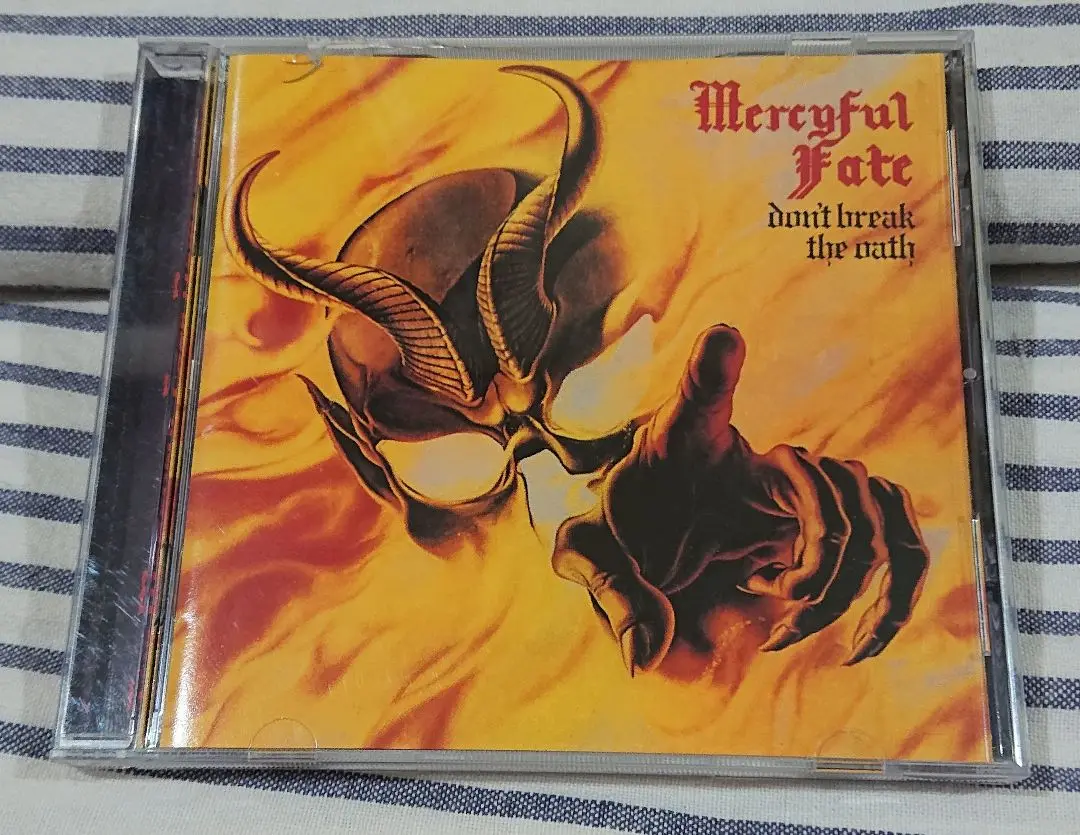 Mercyful
Fate
don't break
the oath